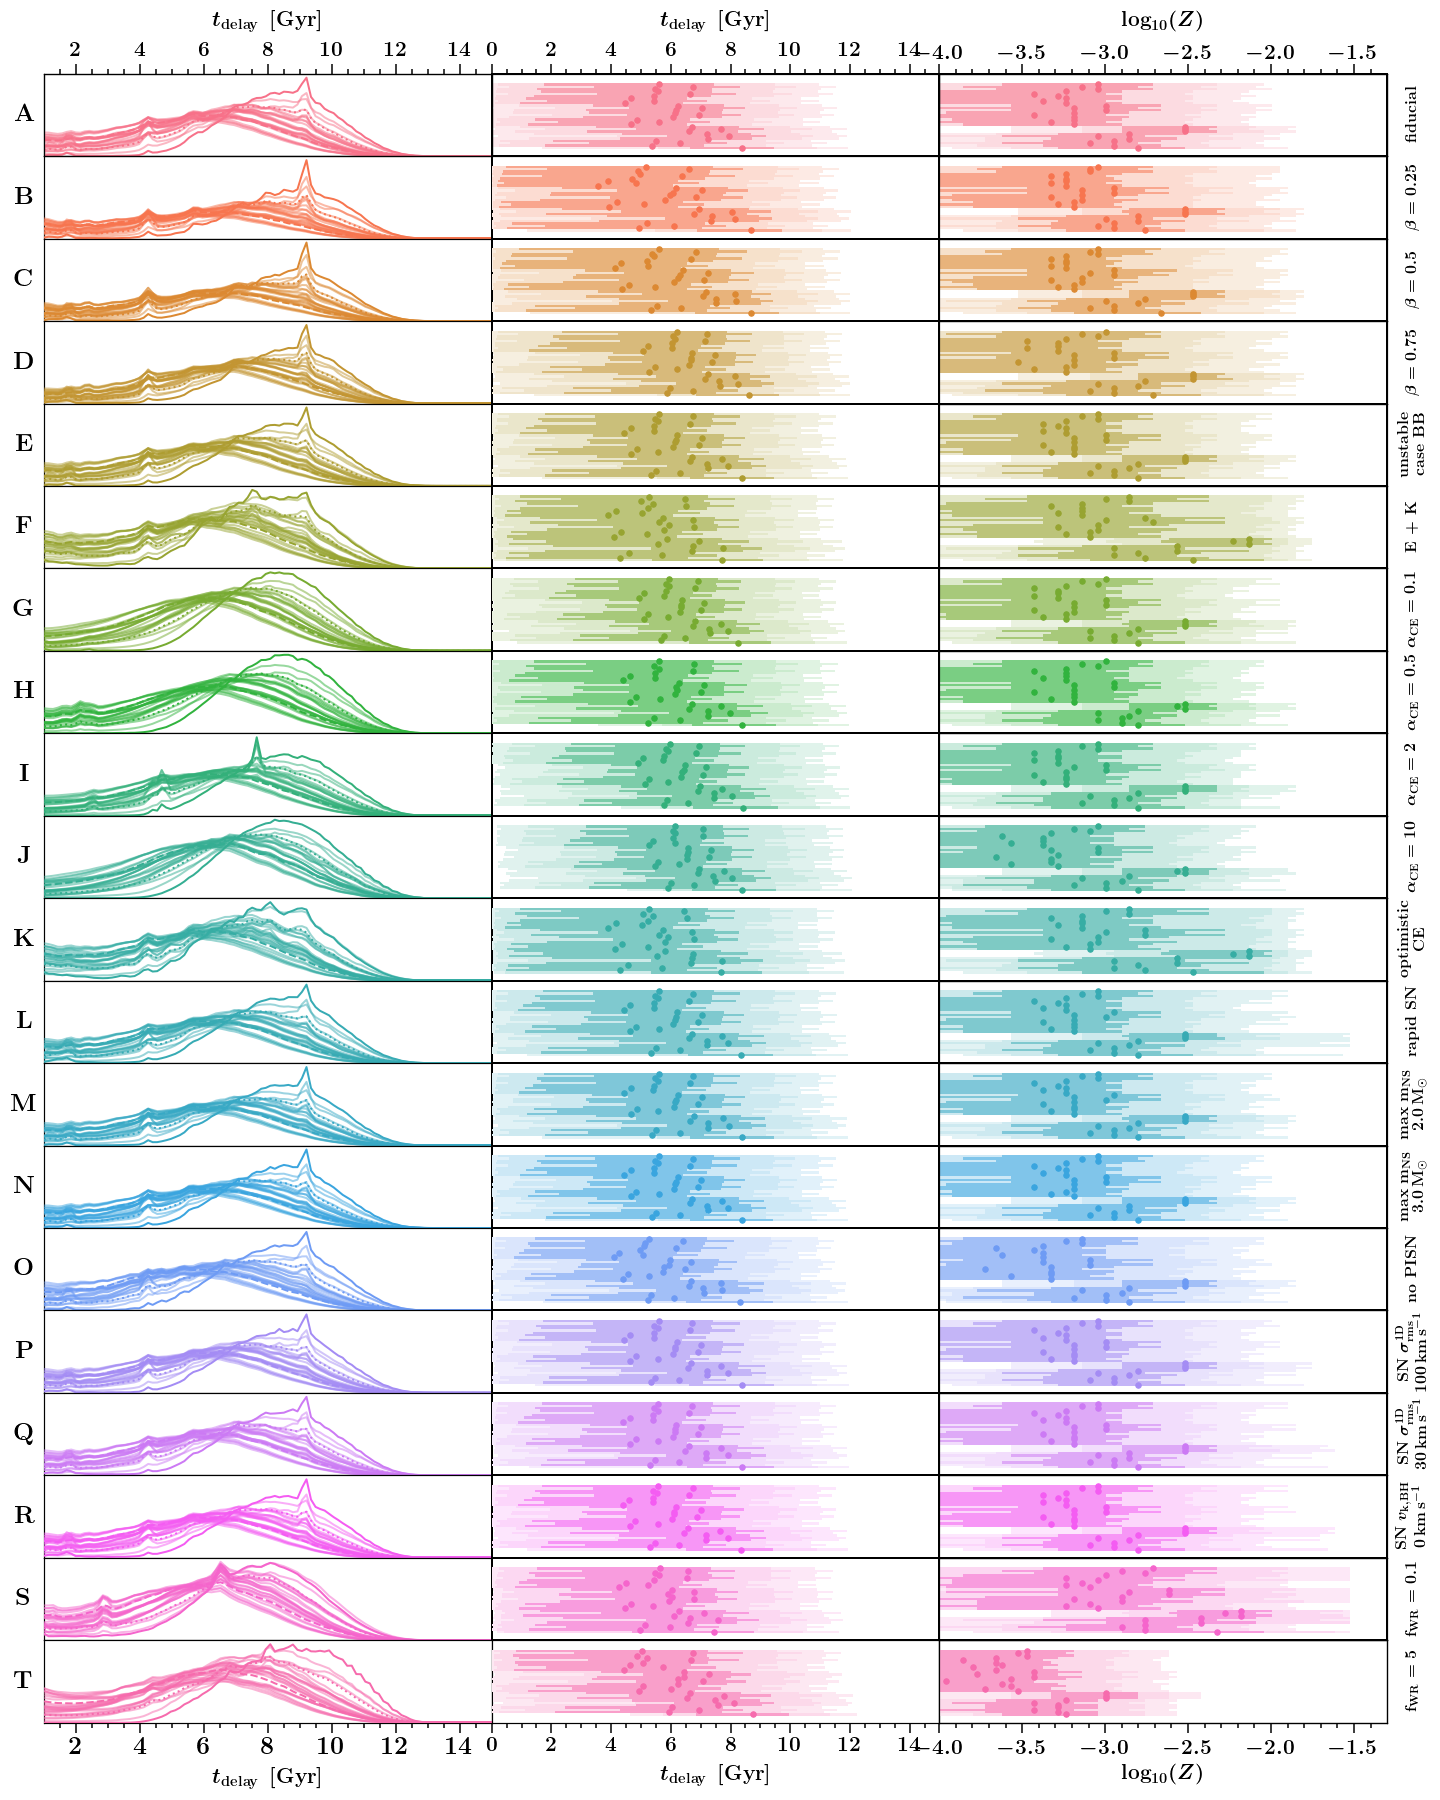 t_delay [Gyr] t_delay [Gyr] log₁₀(Z)
2 4 6 8 10 12 14 0 2 4 6 8 10 12 14 −4.0 −3.5 −3.0 −2.5 −2.0 −1.5
A fiducial
B β = 0.25
C β = 0.5
D β = 0.75
E unstable
case BB
F E + K
G α_CE = 0.1
H α_CE = 0.5
I α_CE = 2
J α_CE = 10
K optimistic
CE
L rapid SN
M max m_NS
2.0 M_⊙
N max m_NS
3.0 M_⊙
O no PISN
P SN σ_rms^1D
100 km s⁻¹
Q SN σ_rms^1D
30 km s⁻¹
R SN v_k,BH
0 km s⁻¹
S f_WR = 0.1
T f_WR = 5
2 4 6 8 10 12 14 0 2 4 6 8 10 12 14 −4.0 −3.5 −3.0 −2.5 −2.0 −1.5
t_delay [Gyr] t_delay [Gyr] log₁₀(Z)